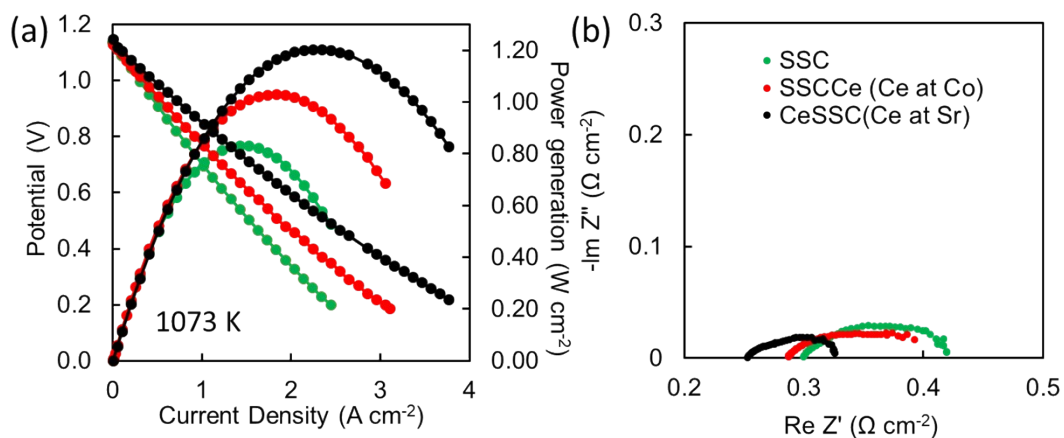 (a)
1.2
1.0
0.8
0.6
0.4
0.2
0.0
Potential (V)
1073 K
0 1 2 3 4
Current Density (A cm-2)
1.20
1.00
0.80
0.60
0.40
0.20
0.00
Power generation (W cm-2)
(b)
0.3
0.2
0.1
0
-Im Z" (Ω cm-2)
SSC
SSCCe (Ce at Co)
CeSSC(Ce at Sr)
0.2 0.3 0.4 0.5
Re Z' (Ω cm-2)